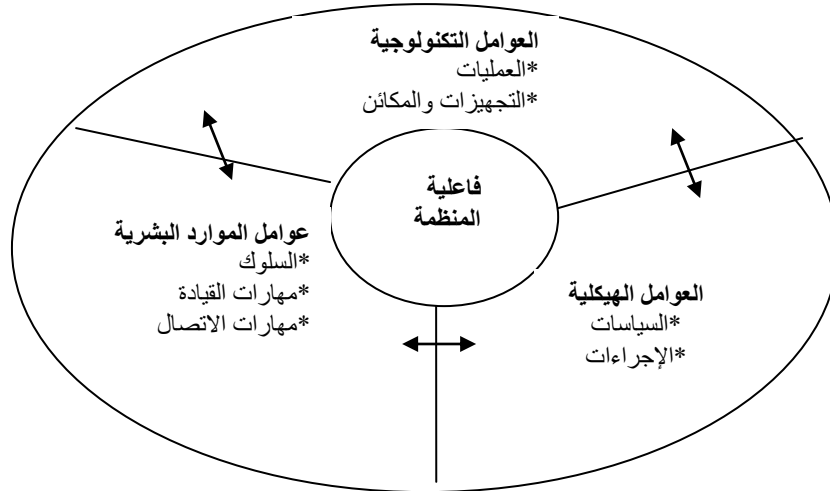 العوامل التكنولوجية
*العمليات
*التجهيزات والمكائن
فاعلية
المنظمة
العوامل الهيكلية
*السياسات
*الإجراءات
عوامل الموارد البشرية
*السلوك
*مهارات القيادة
*مهارات الاتصال